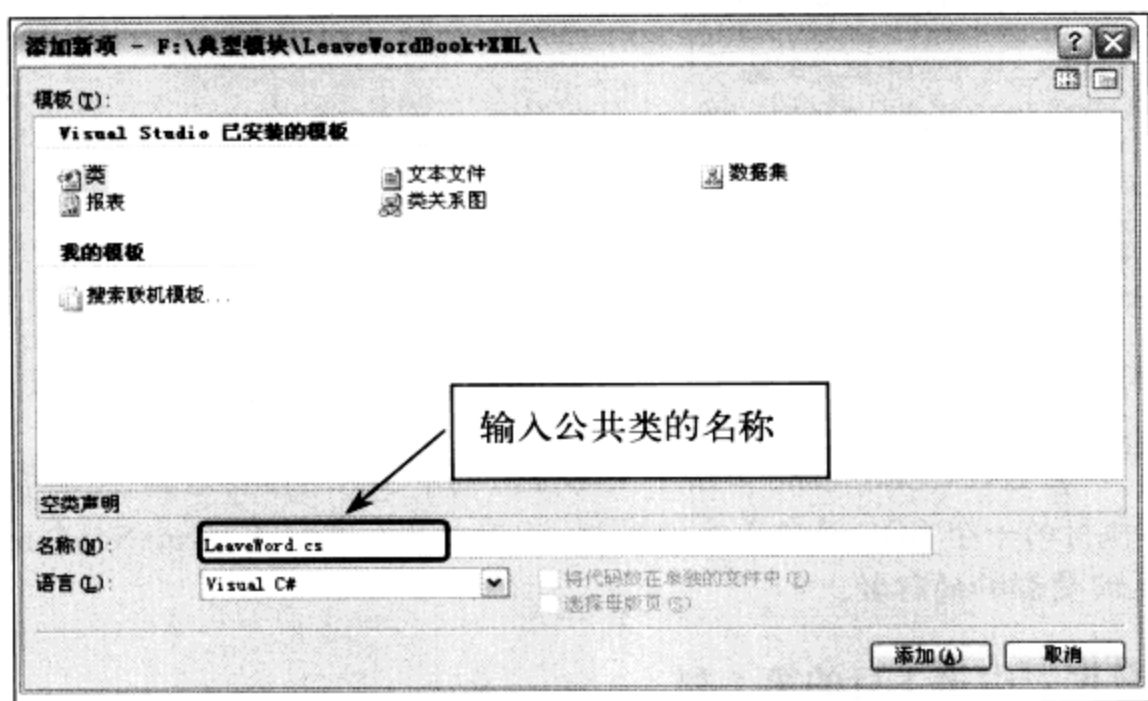 添加新项 - F:\典型模块\LeaveWordBook+XML\
模板(T):
Visual Studio 已安装的模板
类
文本文件
数据集
报表
类关系图
我的模板
搜索联机模板...
输入公共类的名称
空类声明
名称(N):
LeaveWord.cs
语言(L):
Visual C#
将代码放在单独的文件中(P)
选择母版页(S)
添加(A)
取消